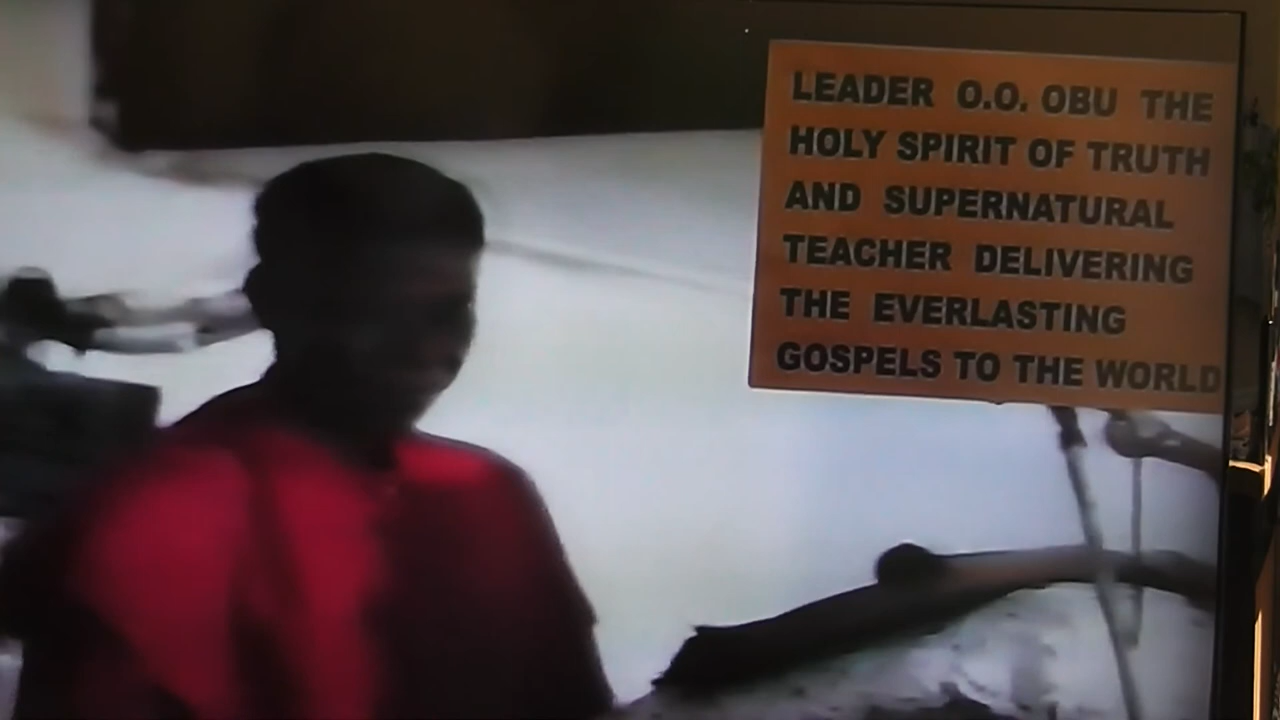 LEADER O.O. OBU THE
HOLY SPIRIT OF TRUTH
AND SUPERNATURAL
TEACHER DELIVERING
THE EVERLASTING
GOSPELS TO THE WORLD